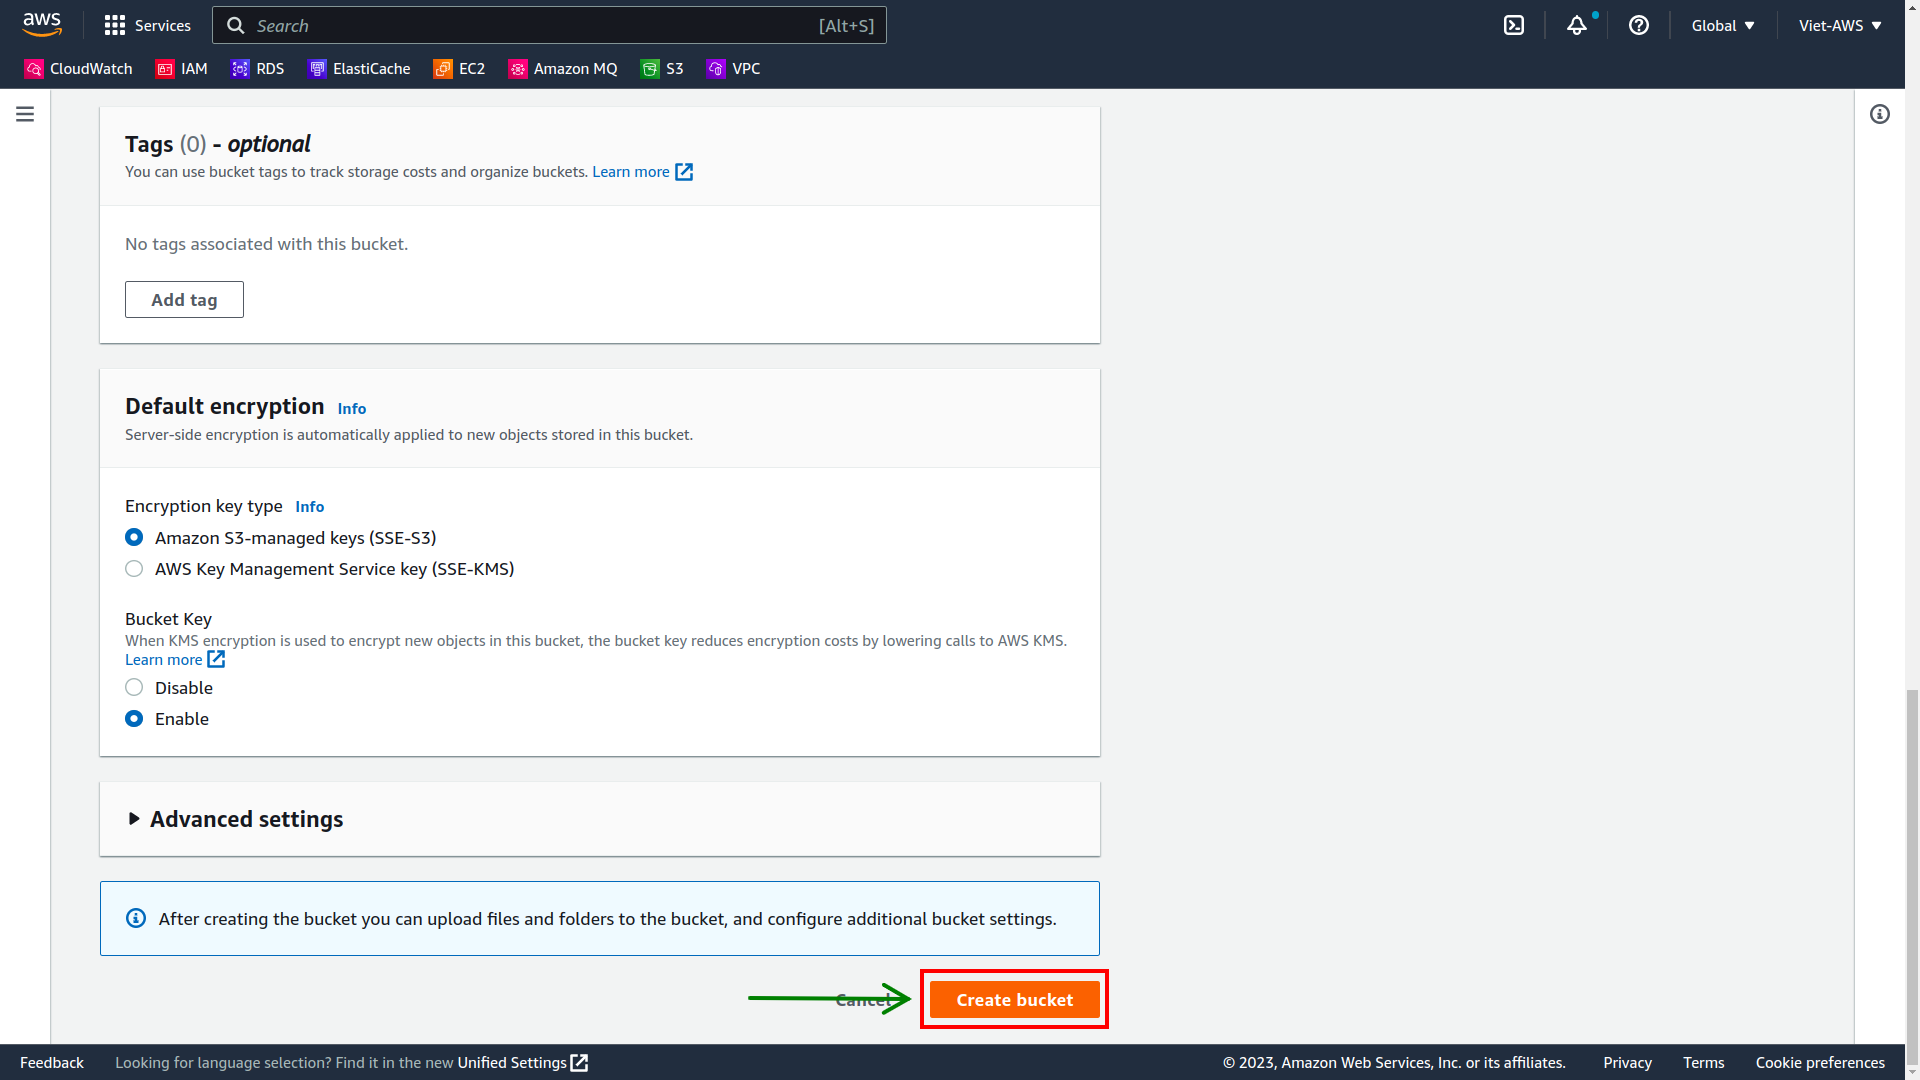 aws
Services
Search
[Alt+S]
Global
Viet-AWS
CloudWatch
IAM
RDS
ElastiCache
EC2
Amazon MQ
S3
VPC
Tags (0) - optional
You can use bucket tags to track storage costs and organize buckets. Learn more
No tags associated with this bucket.
Add tag
Default encryption Info
Server-side encryption is automatically applied to new objects stored in this bucket.
Encryption key type Info
Amazon S3-managed keys (SSE-S3)
AWS Key Management Service key (SSE-KMS)
Bucket Key
When KMS encryption is used to encrypt new objects in this bucket, the bucket key reduces encryption costs by lowering calls to AWS KMS.
Learn more
Disable
Enable
Advanced settings
After creating the bucket you can upload files and folders to the bucket, and configure additional bucket settings.
Cancel
Create bucket
Feedback
Looking for language selection? Find it in the new Unified Settings
© 2023, Amazon Web Services, Inc. or its affiliates.
Privacy
Terms
Cookie preferences